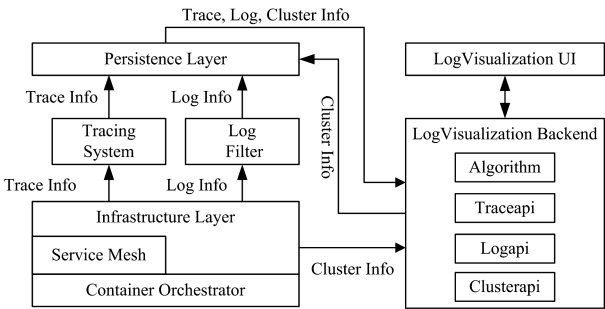 Trace, Log, Cluster Info
Persistence Layer
LogVisualization UI
Trace Info
Log Info
Cluster Info
Tracing
System
Log
Filter
LogVisualization Backend
Algorithm
Trace Info
Log Info
Traceapi
Infrastructure Layer
Service Mesh
Logapi
Cluster Info
Container Orchestrator
Clusterapi